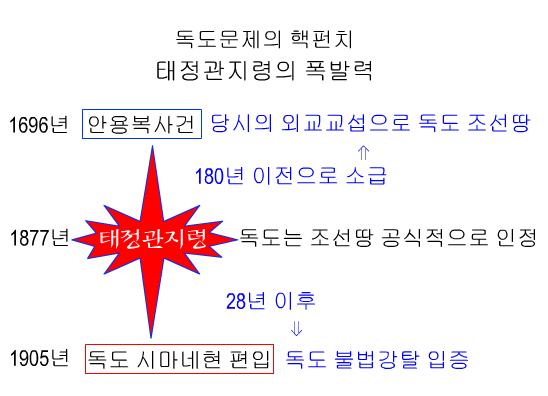 독도문제의 핵펀치
태정관지령의 폭발력
1696년 안용복사건 당시의 외교교섭으로 독도 조선땅
⇑
180년 이전으로 소급
1877년 태정관지령 독도는 조선땅 공식적으로 인정
28년 이후
⇓
1905년 독도 시마네현 편입 독도 불법강탈 입증